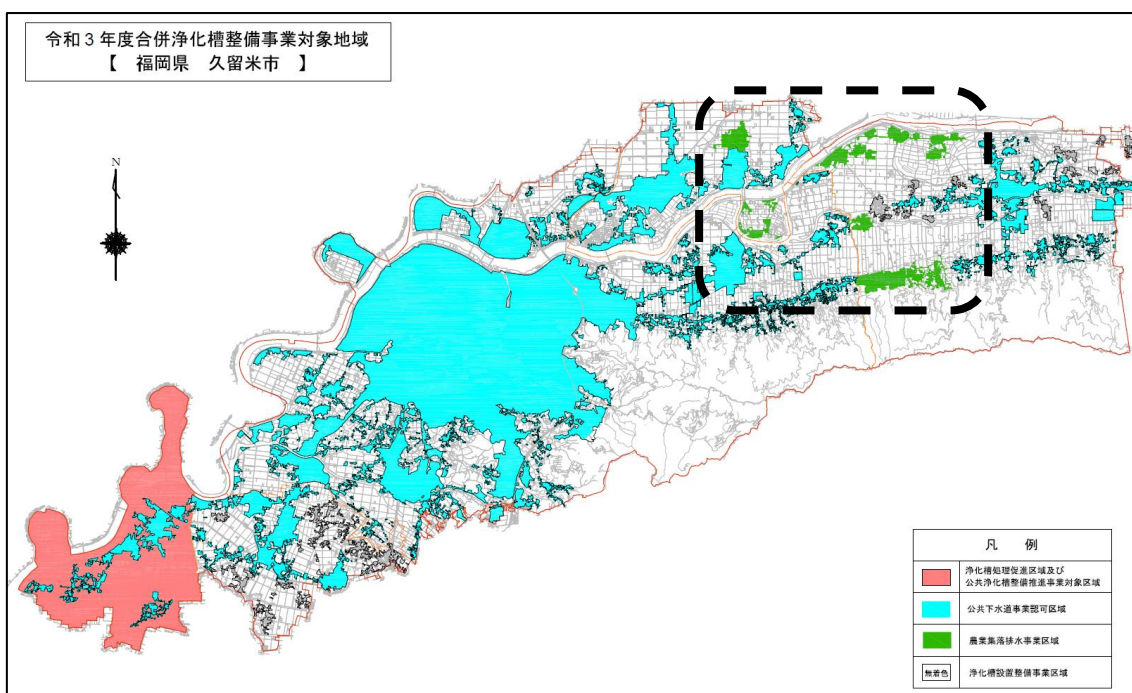 令和3年度合併浄化槽整備事業対象地域
【 福岡県 久留米市 】
N
凡 例
浄化槽処理促進区域及び
公共浄化槽整備推進事業対象区域
公共下水道事業認可区域
農業集落排水事業区域
無着色 浄化槽設置整備事業区域